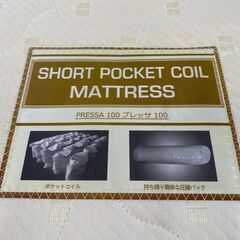 SHORT POCKET COIL
MATTRESS
PRESSA 100 プレッサ 100
ポケットコイル
持ち帰り簡単な圧縮パック